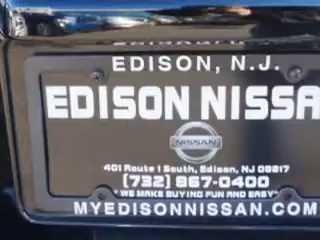 EDISON, N.J.
EDISON NISSA
NISSAN
401 Route 1 South, Edison, NJ 08817
(732) 867-0400
" WE MAKE BUYING FUN AND EASY"
MYEDISONNISSAN.COM